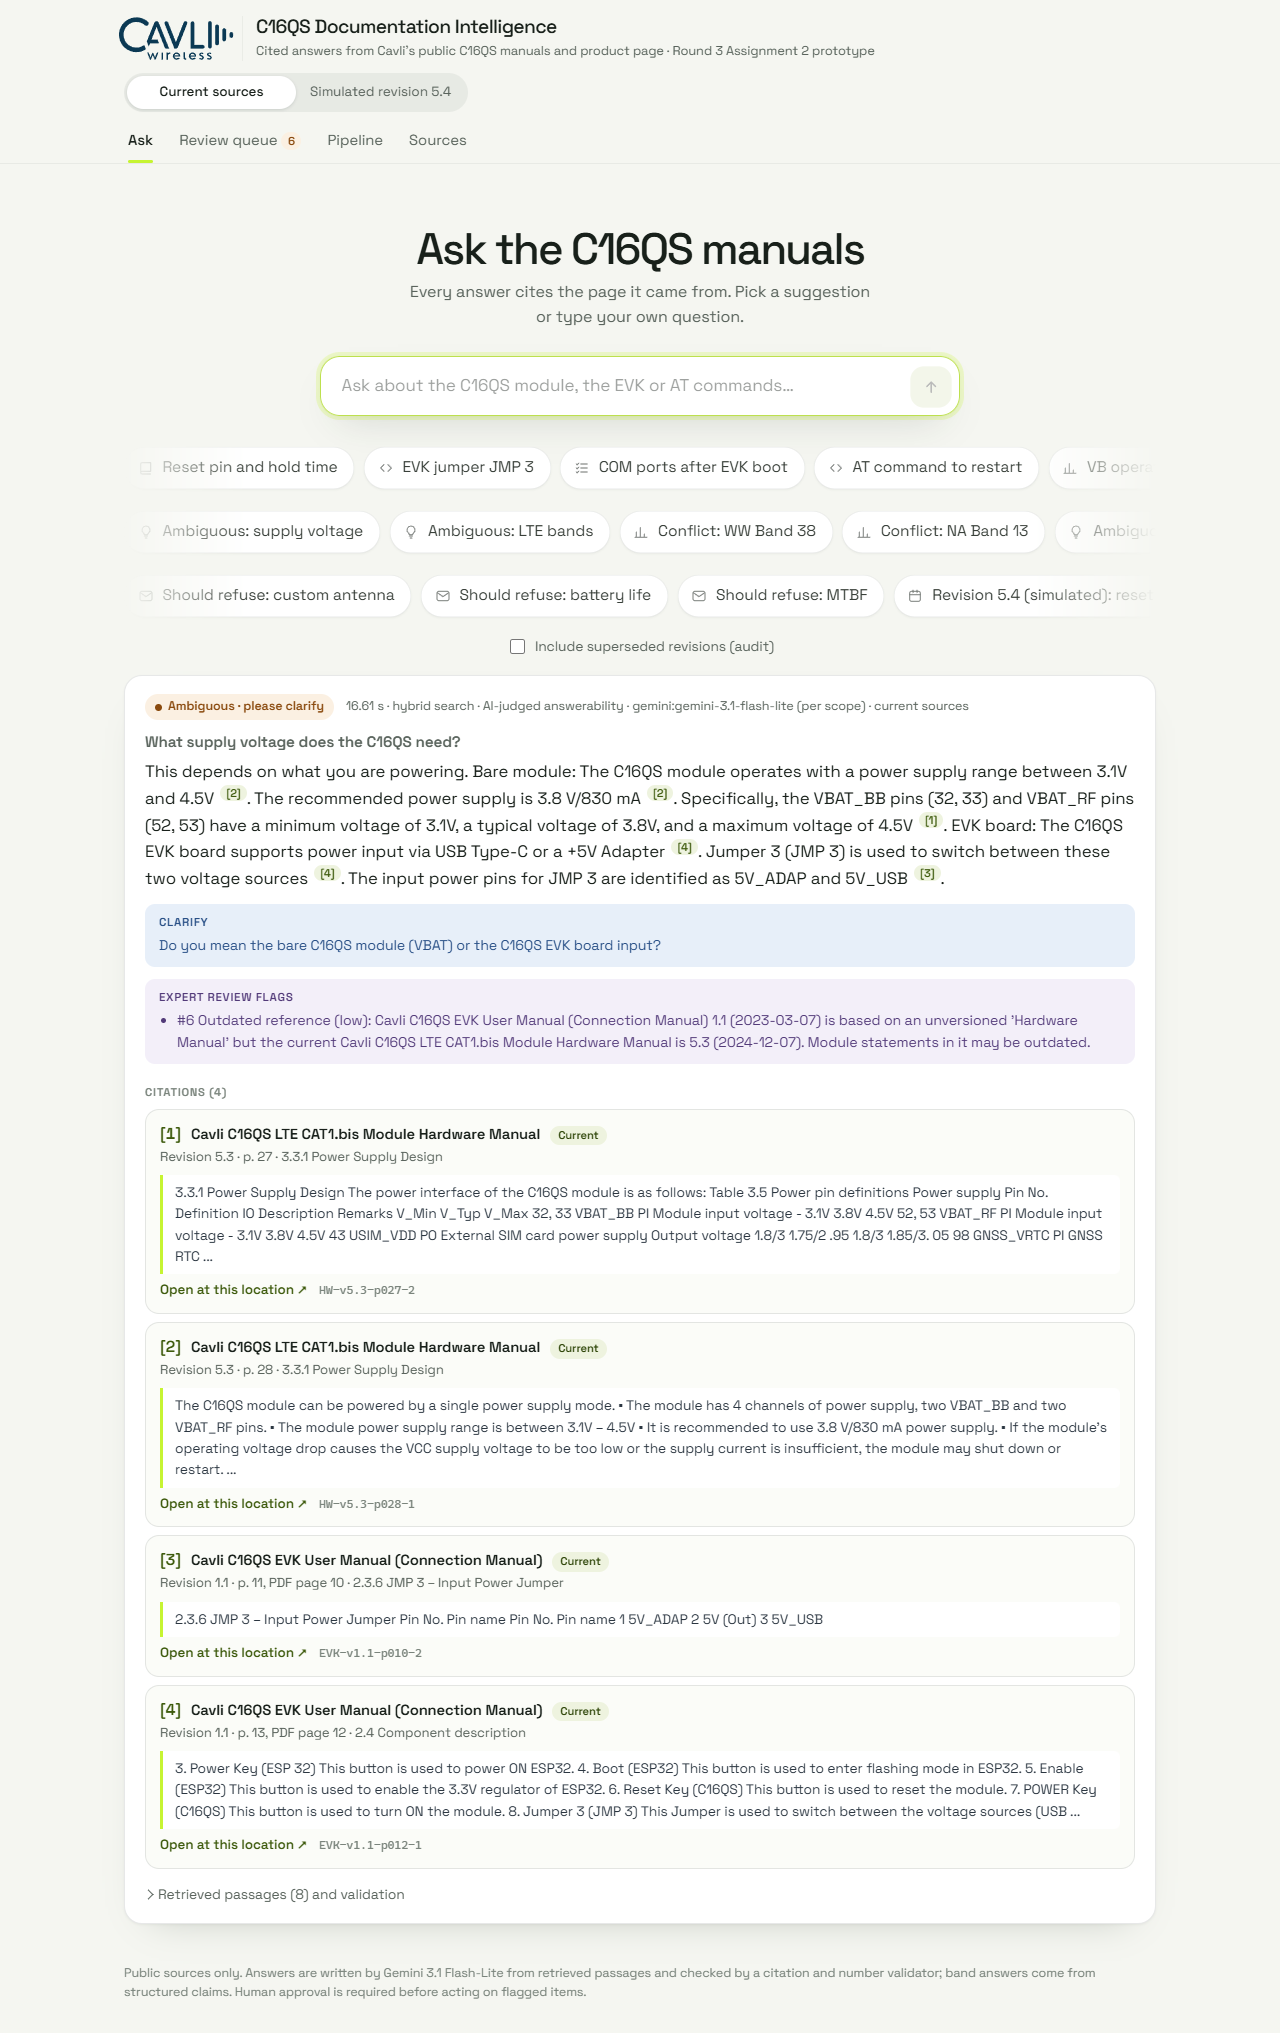 CAVLI
wireless
C16QS Documentation Intelligence
Cited answers from Cavli's public C16QS manuals and product page · Round 3 Assignment 2 prototype
Current sources
Simulated revision 5.4
Ask
Review queue 6
Pipeline
Sources
Ask the C16QS manuals
Every answer cites the page it came from. Pick a suggestion
or type your own question.
Ask about the C16QS module, the EVK or AT commands...
Reset pin and hold time
EVK jumper JMP 3
COM ports after EVK boot
AT command to restart
VB opera
Ambiguous: supply voltage
Ambiguous: LTE bands
Conflict: WW Band 38
Conflict: NA Band 13
Ambiguo
Should refuse: custom antenna
Should refuse: battery life
Should refuse: MTBF
Revision 5.4 (simulated): reset
Include superseded revisions (audit)
Ambiguous · please clarify
16.61 s · hybrid search · AI-judged answerability · gemini:gemini-3.1-flash-lite (per scope) · current sources
What supply voltage does the C16QS need?
This depends on what you are powering. Bare module: The C16QS module operates with a power supply range between 3.1V
and 4.5V [2]. The recommended power supply is 3.8 V/830 mA [2]. Specifically, the VBAT_BB pins (32, 33) and VBAT_RF pins
(52, 53) have a minimum voltage of 3.1V, a typical voltage of 3.8V, and a maximum voltage of 4.5V [1]. EVK board: The C16QS
EVK board supports power input via USB Type-C or a +5V Adapter [4]. Jumper 3 (JMP 3) is used to switch between these
two voltage sources [4]. The input power pins for JMP 3 are identified as 5V_ADAP and 5V_USB [3].
CLARIFY
Do you mean the bare C16QS module (VBAT) or the C16QS EVK board input?
EXPERT REVIEW FLAGS
• #6 Outdated reference (low): Cavli C16QS EVK User Manual (Connection Manual) 1.1 (2023-03-07) is based on an unversioned 'Hardware
Manual' but the current Cavli C16QS LTE CAT1.bis Module Hardware Manual is 5.3 (2024-12-07). Module statements in it may be outdated.
CITATIONS (4)
[1] Cavli C16QS LTE CAT1.bis Module Hardware Manual Current
Revision 5.3 · p. 27 · 3.3.1 Power Supply Design
3.3.1 Power Supply Design The power interface of the C16QS module is as follows: Table 3.5 Power pin definitions Power supply Pin No.
Definition IO Description Remarks V_Min V_Typ V_Max 32, 33 VBAT_BB PI Module input voltage - 3.1V 3.8V 4.5V 52, 53 VBAT_RF PI Module input
voltage - 3.1V 3.8V 4.5V 43 USIM_VDD PO External SIM card power supply Output voltage 1.8/3 1.75/2 .95 1.8/3 1.85/3. 05 98 GNSS_VRTC PI GNSS
RTC ...
Open at this location ↗ HW-v5.3-p027-2
[2] Cavli C16QS LTE CAT1.bis Module Hardware Manual Current
Revision 5.3 · p. 28 · 3.3.1 Power Supply Design
The C16QS module can be powered by a single power supply mode. ▪ The module has 4 channels of power supply, two VBAT_BB and two
VBAT_RF pins. ▪ The module power supply range is between 3.1V – 4.5V ▪ It is recommended to use 3.8 V/830 mA power supply. ▪ If the module's
operating voltage drop causes the VCC supply voltage to be too low or the supply current is insufficient, the module may shut down or
restart. ...
Open at this location ↗ HW-v5.3-p028-1
[3] Cavli C16QS EVK User Manual (Connection Manual) Current
Revision 1.1 · p. 11, PDF page 10 · 2.3.6 JMP 3 – Input Power Jumper
2.3.6 JMP 3 – Input Power Jumper Pin No. Pin name Pin No. Pin name 1 5V_ADAP 2 5V (Out) 3 5V_USB
Open at this location ↗ EVK-v1.1-p010-2
[4] Cavli C16QS EVK User Manual (Connection Manual) Current
Revision 1.1 · p. 13, PDF page 12 · 2.4 Component description
3. Power Key (ESP 32) This button is used to power ON ESP32. 4. Boot (ESP32) This button is used to enter flashing mode in ESP32. 5. Enable
(ESP32) This button is used to enable the 3.3V regulator of ESP32. 6. Reset Key (C16QS) This button is used to reset the module. 7. POWER Key
(C16QS) This button is used to turn ON the module. 8. Jumper 3 (JMP 3) This Jumper is used to switch between the voltage sources (USB ...
Open at this location ↗ EVK-v1.1-p012-1
Retrieved passages (8) and validation
Public sources only. Answers are written by Gemini 3.1 Flash-Lite from retrieved passages and checked by a citation and number validator; band answers come from
structured claims. Human approval is required before acting on flagged items.